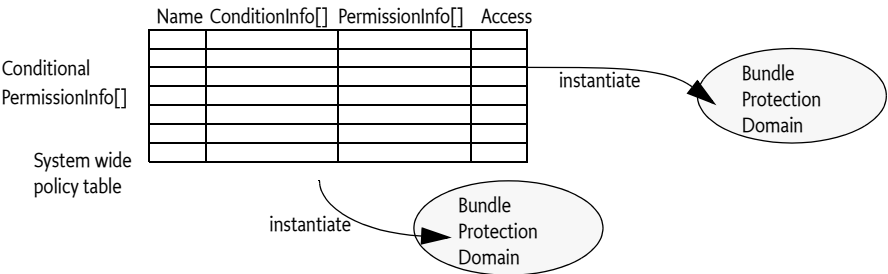 Name ConditionInfo[] PermissionInfo[] Access
Conditional
PermissionInfo[]
instantiate
Bundle
Protection
Domain
System wide
policy table
instantiate
Bundle
Protection
Domain